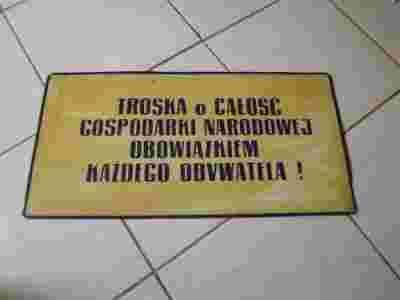 TROSKA o CAŁOŚĆ
GOSPODARKI NARODOWEJ
OBOWIĄZKIEM
KAŻDEGO OBYWATELA !